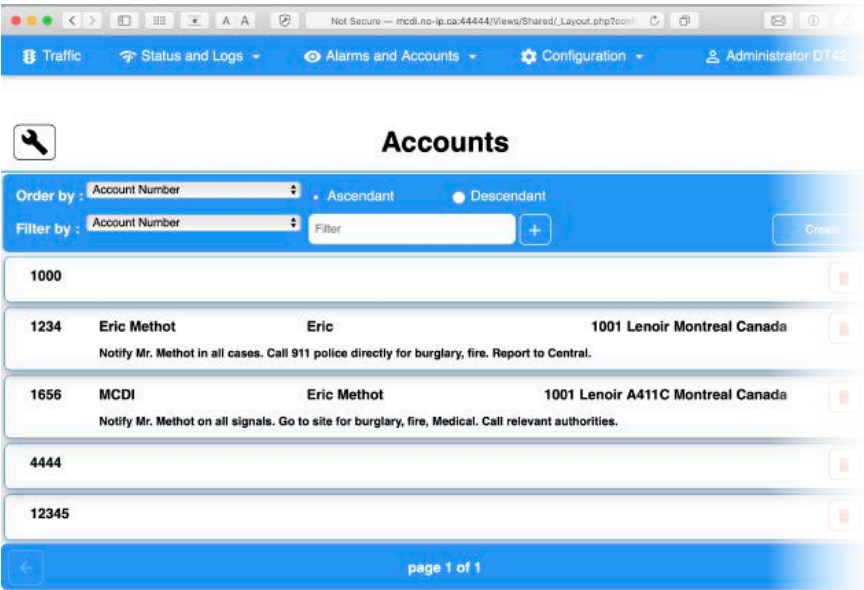 A A Not Secure — mcdi.no-ip.ca:44444/Views/Shared/_Layout.php?cont
Traffic Status and Logs Alarms and Accounts Configuration Administrator DT42
Accounts
Order by : Account Number Ascendant Descendant
Filter by : Account Number Filter + Create
1000
1234 Eric Methot Eric 1001 Lenoir Montreal Canada
Notify Mr. Methot in all cases. Call 911 police directly for burglary, fire. Report to Central.
1656 MCDI Eric Methot 1001 Lenoir A411C Montreal Canada
Notify Mr. Methot on all signals. Go to site for burglary, fire, Medical. Call relevant authorities.
4444
12345
page 1 of 1